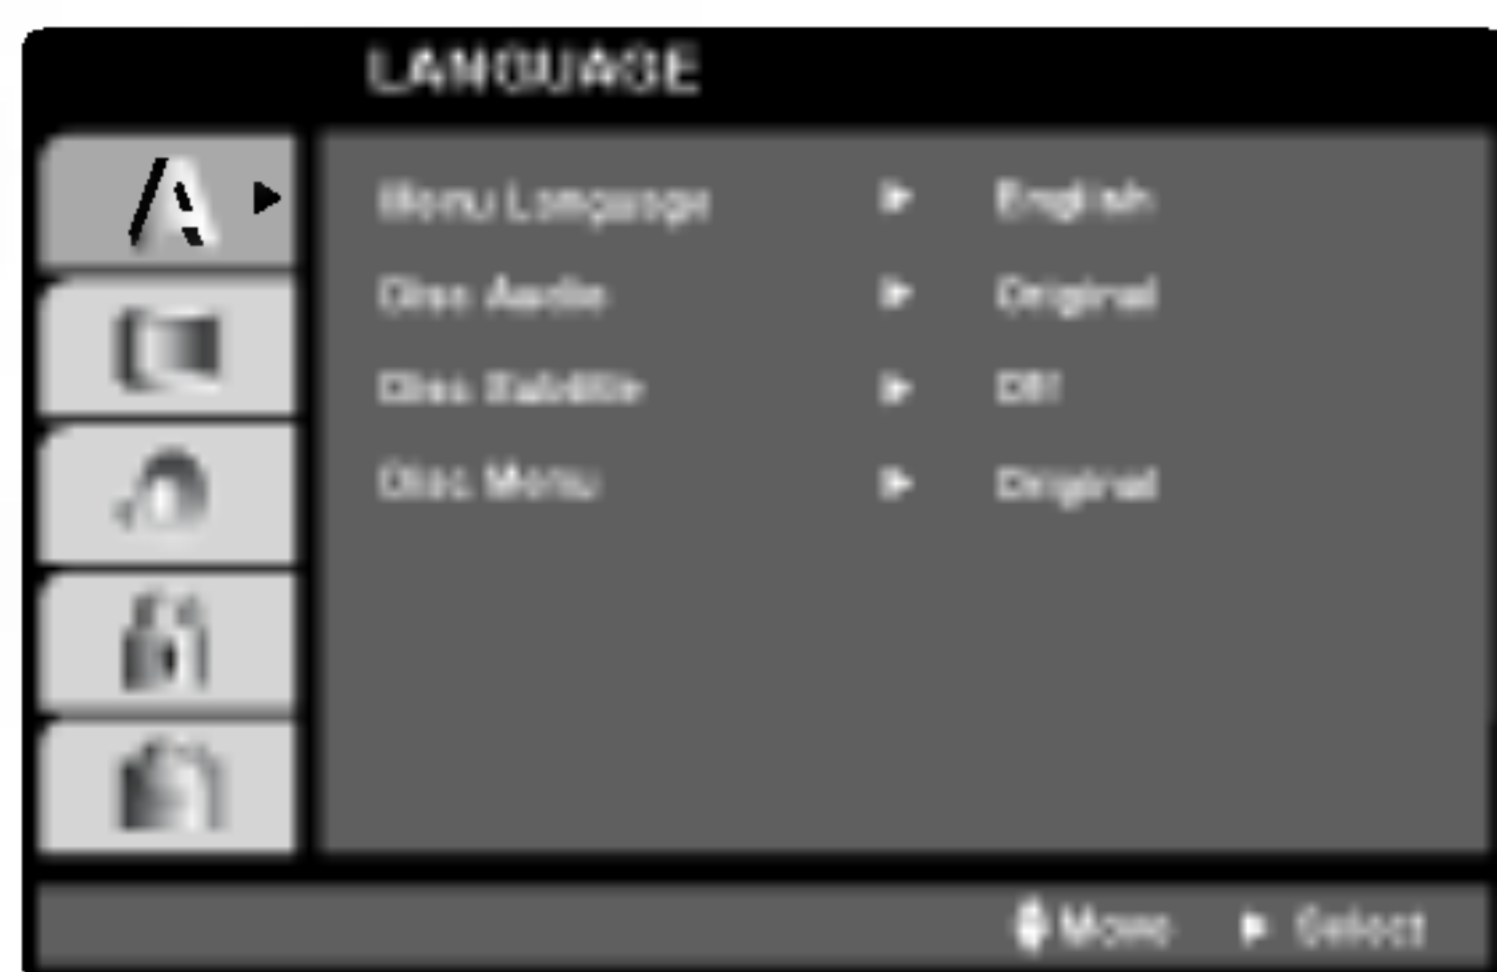 LANGUAGE
Menu Language ► English
Disc Audio ► Original
Disc Subtitle ► Off
Disc Menu ► Original
Move ► Select